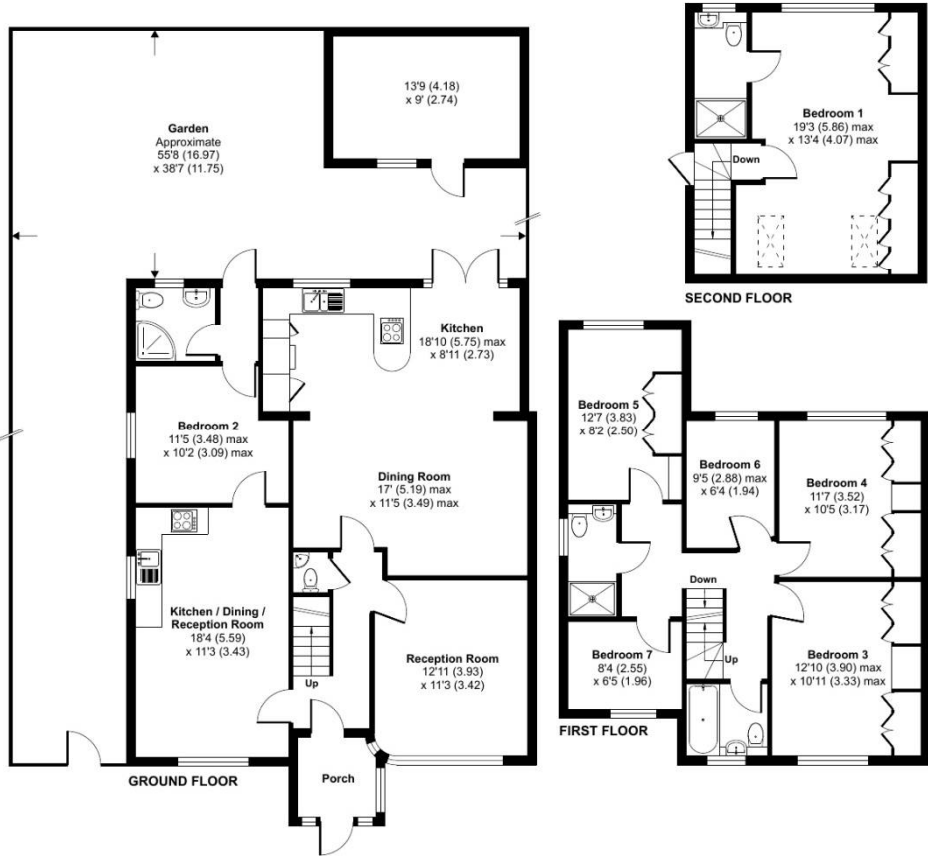 13'9 (4.18)
x 9' (2.74)
Garden
Approximate
55'8 (16.97)
x 38'7 (11.75)
Kitchen
18'10 (5.75) max
x 8'11 (2.73)
Bedroom 2
11'5 (3.48) max
x 10'2 (3.09) max
Dining Room
17' (5.19) max
x 11'5 (3.49) max
Kitchen / Dining /
Reception Room
18'4 (5.59)
x 11'3 (3.43)
Reception Room
12'11 (3.93)
x 11'3 (3.42)
Up
Porch
GROUND FLOOR
Bedroom 1
19'3 (5.86) max
x 13'4 (4.07) max
Down
SECOND FLOOR
Bedroom 5
12'7 (3.83)
x 8'2 (2.50)
Bedroom 6
9'5 (2.88) max
x 6'4 (1.94)
Bedroom 4
11'7 (3.52)
x 10'5 (3.17)
Down
Up
Bedroom 7
8'4 (2.55)
x 6'5 (1.96)
Bedroom 3
12'10 (3.90) max
x 10'11 (3.33) max
FIRST FLOOR